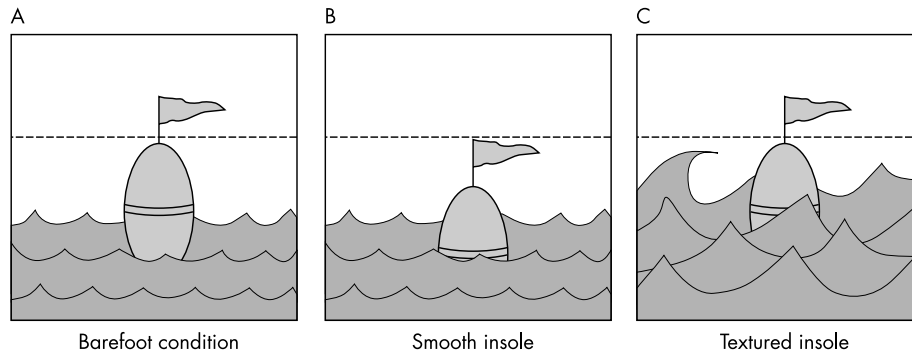 A
B
C
Barefoot condition
Smooth insole
Textured insole